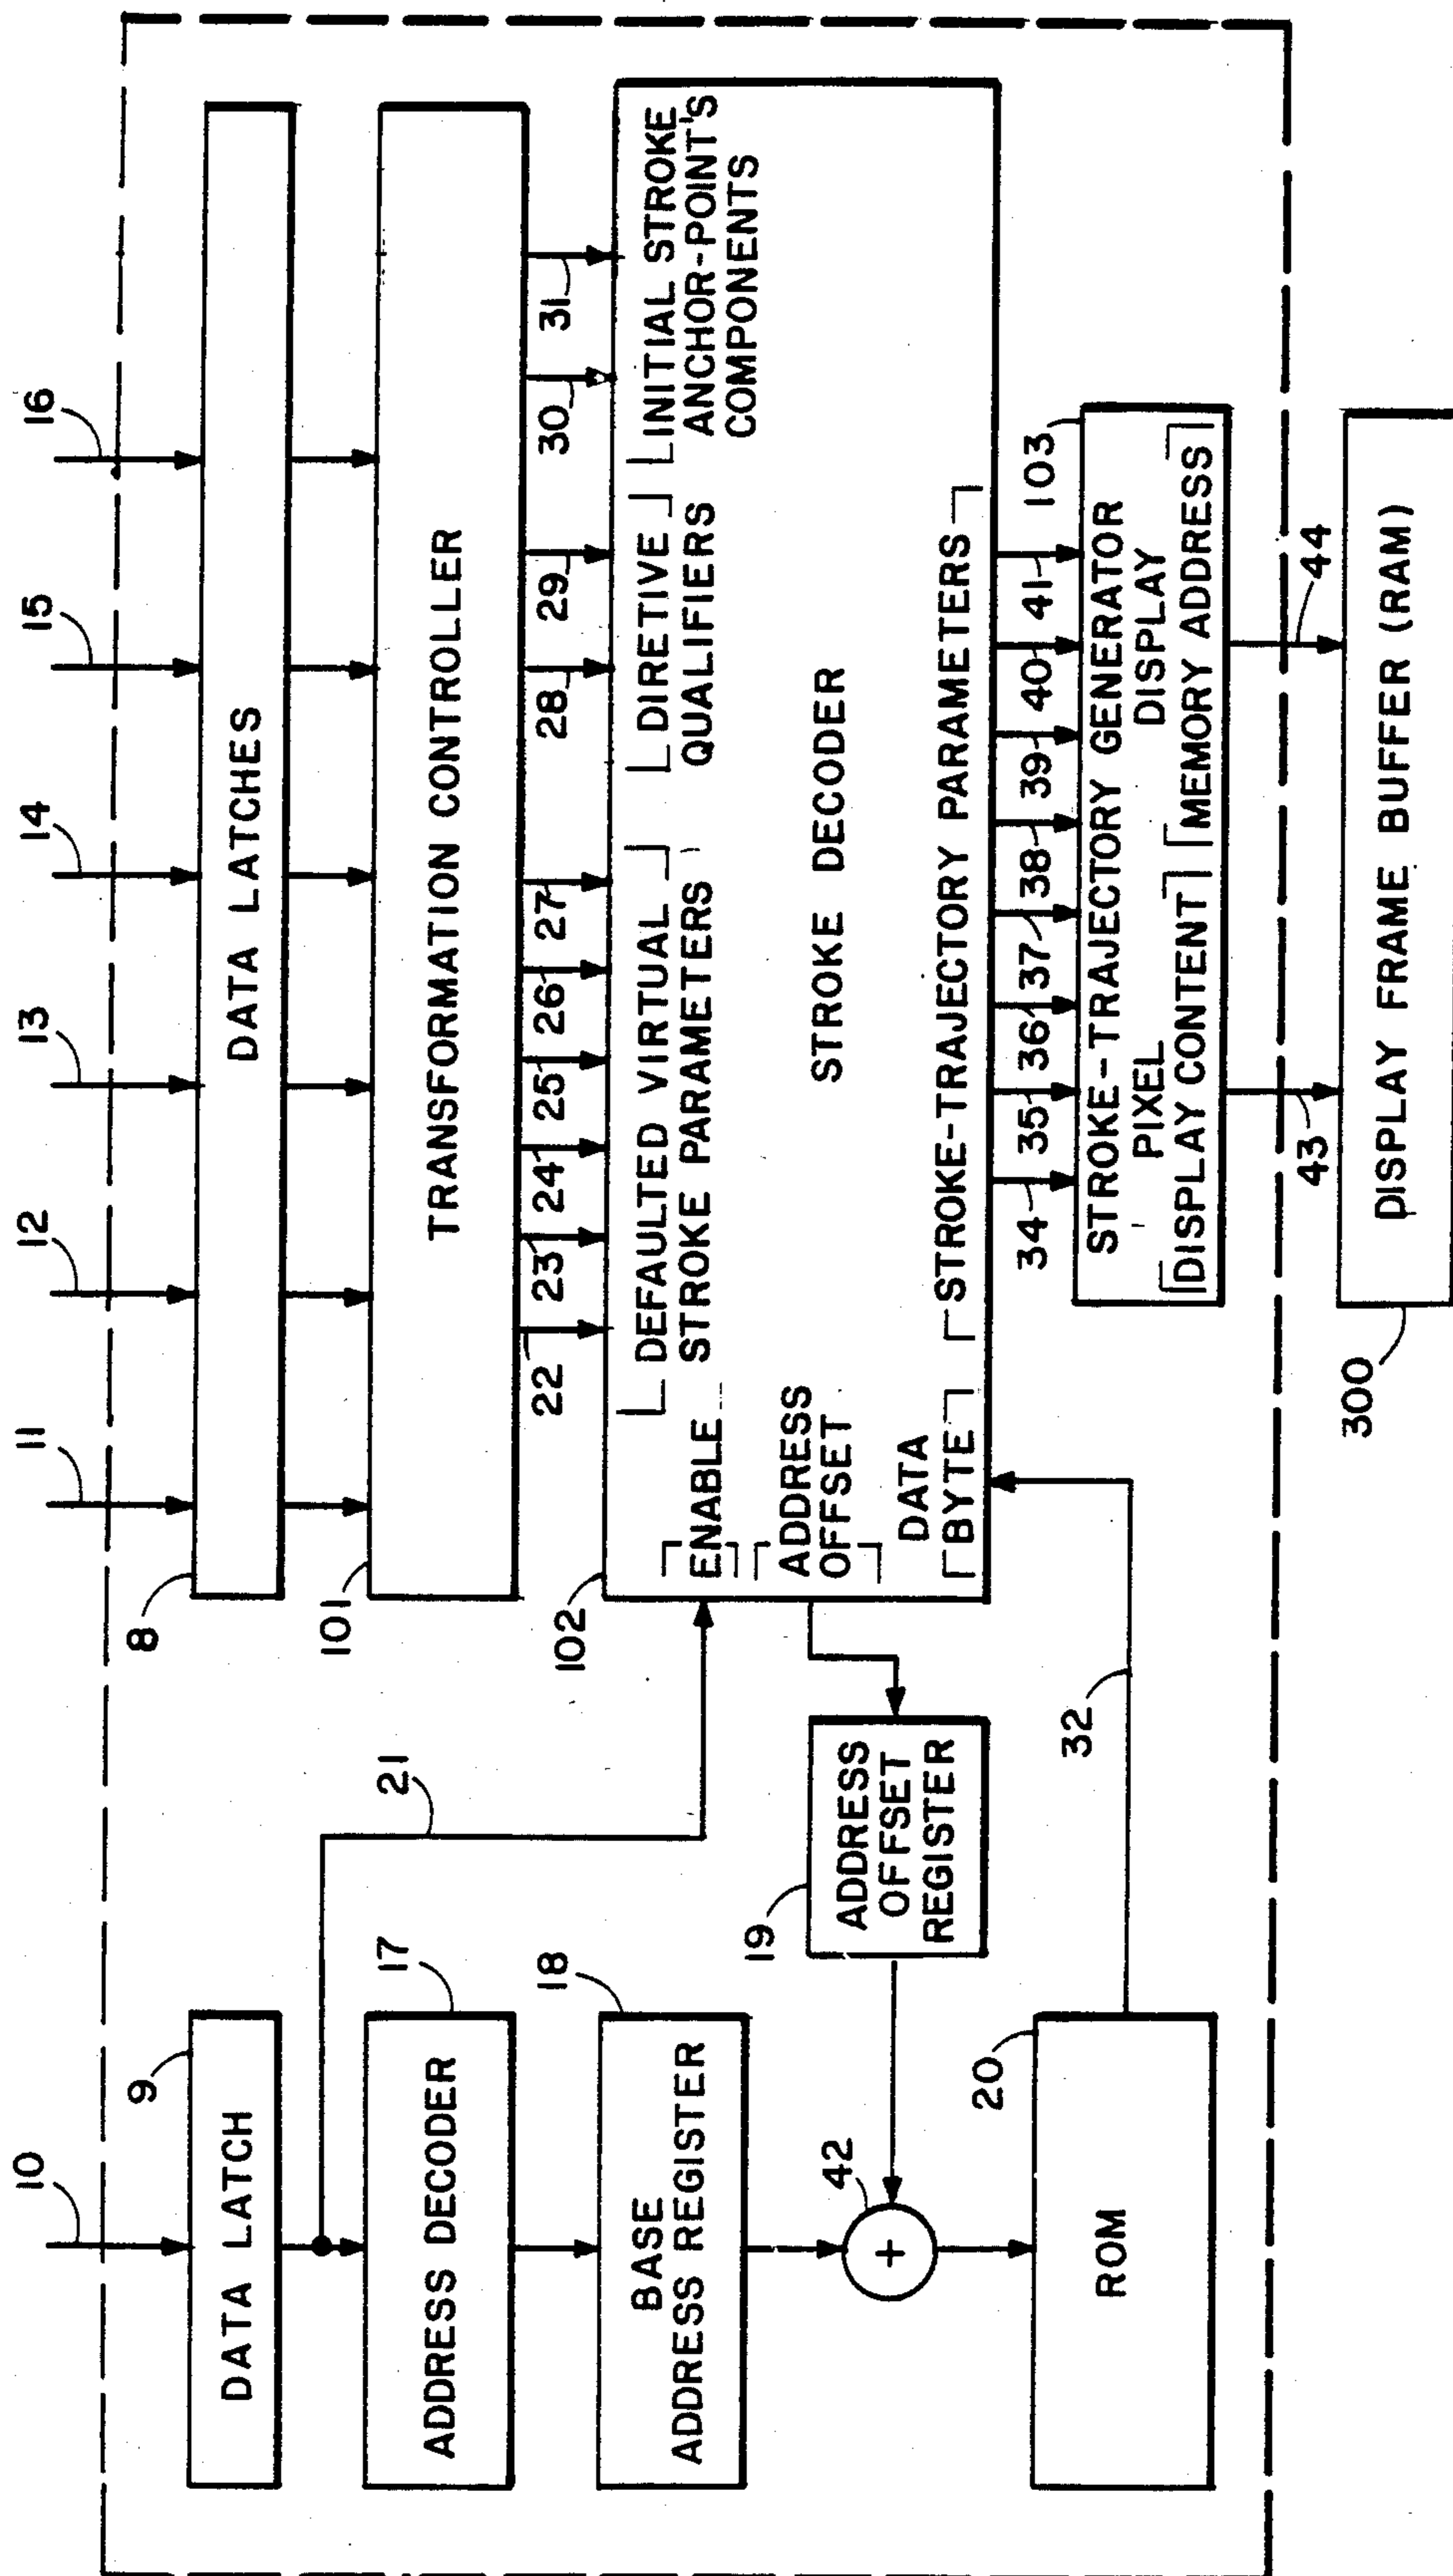 10
11
12
13
14
15
16
9
DATA LATCH
8
DATA LATCHES
21
17
ADDRESS DECODER
101
TRANSFORMATION CONTROLLER
18
BASE
ADDRESS REGISTER
22
23
24
25
26
27
28
29
30
31
102
ENABLE
DEFAULTED VIRTUAL
STROKE PARAMETERS
DIRETIVE
QUALIFIERS
INITIAL STROKE
ANCHOR-POINT'S
COMPONENTS
ADDRESS
OFFSET
STROKE DECODER
DATA
BYTE
STROKE-TRAJECTORY PARAMETERS
19
ADDRESS
OFFSET
REGISTER
42
+
20
ROM
32
34
35
36
37
38
39
40
41
103
STROKE-TRAJECTORY GENERATOR
PIXEL
DISPLAY CONTENT
DISPLAY
MEMORY ADDRESS
43
44
300
DISPLAY FRAME BUFFER (RAM)